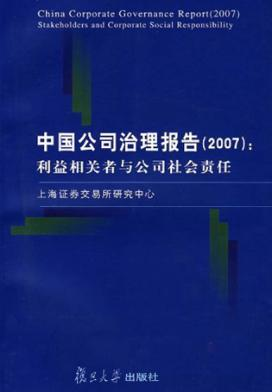 China Corporate Governance Report(2007)
Stakeholders and Corporate Social Responsibility
中国公司治理报告(2007):
利益相关者与公司社会责任
上海证券交易所研究中心
復旦大学 出版社